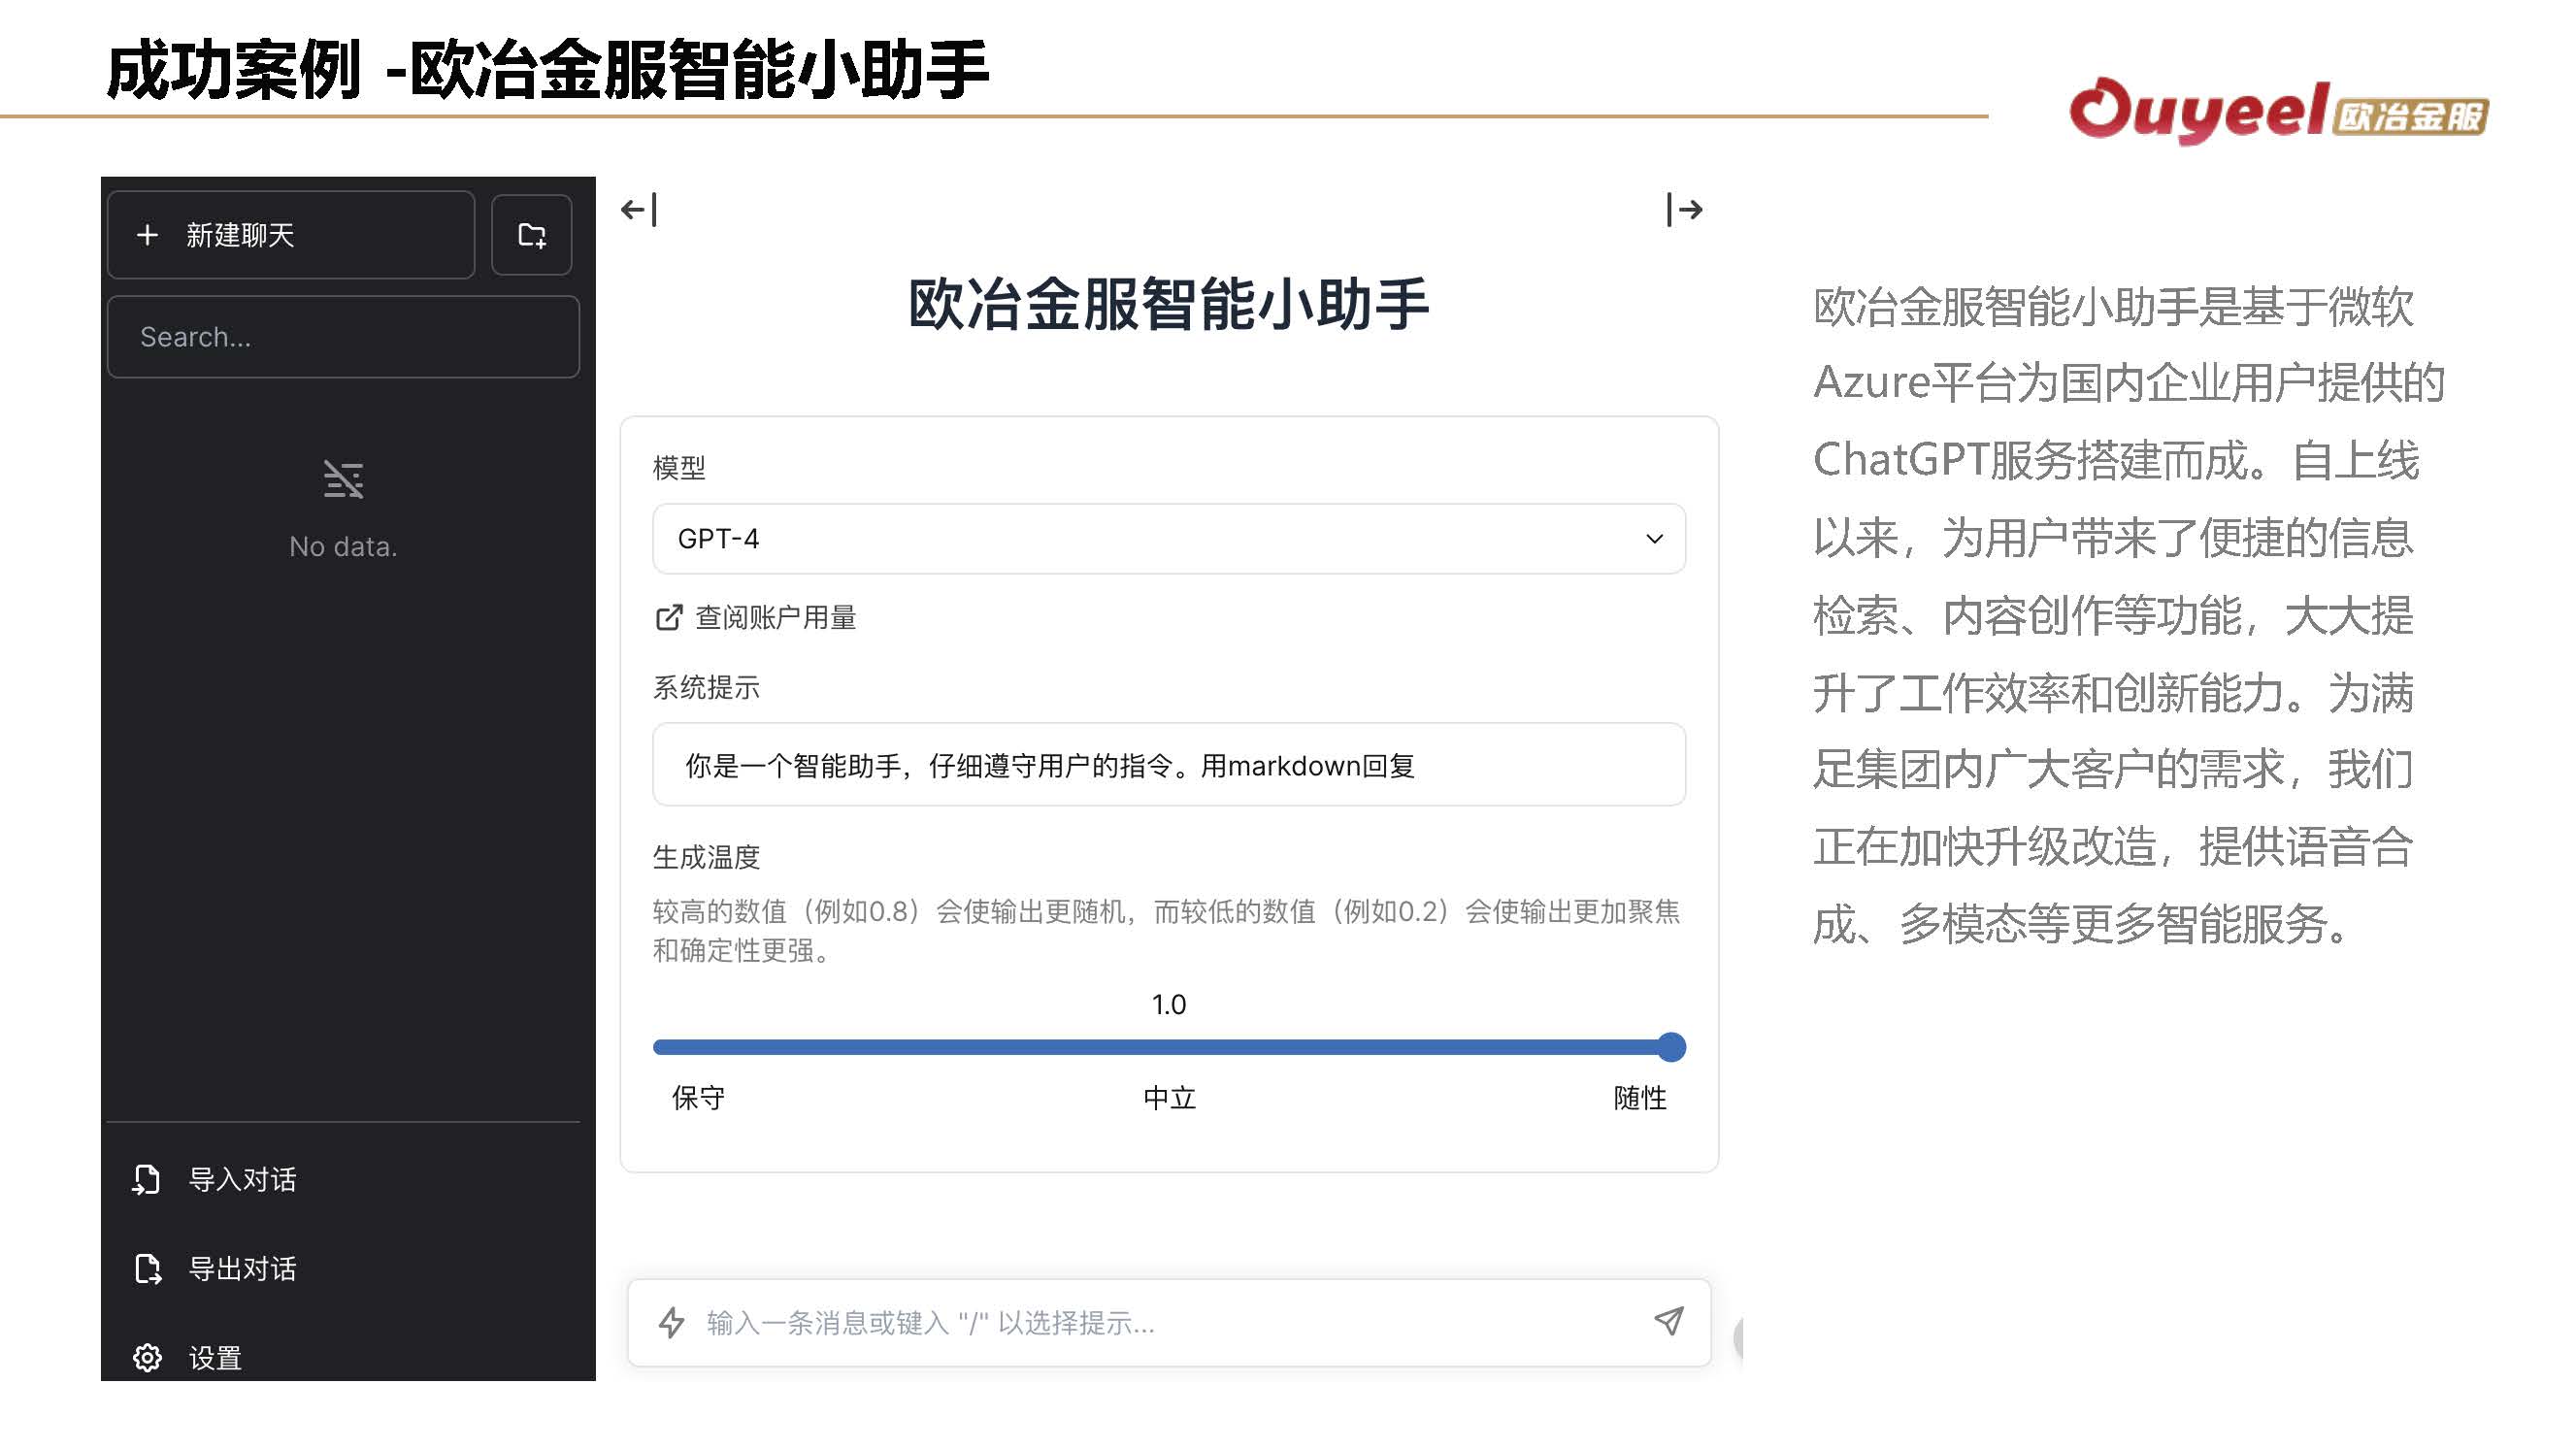 成功案例 -欧冶金服智能小助手
Ouyeel 欧冶金服
新建聊天
Search...
No data.
导入对话
导出对话
设置
欧冶金服智能小助手
模型
GPT-4
查阅账户用量
系统提示
你是一个智能助手，仔细遵守用户的指令。用markdown回复
生成温度
较高的数值（例如0.8）会使输出更随机，而较低的数值（例如0.2）会使输出更加聚焦
和确定性更强。
1.0
保守 中立 随性
输入一条消息或键入 "/" 以选择提示...
欧冶金服智能小助手是基于微软
Azure平台为国内企业用户提供的
ChatGPT服务搭建而成。自上线
以来，为用户带来了便捷的信息
检索、内容创作等功能，大大提
升了工作效率和创新能力。为满
足集团内广大客户的需求，我们
正在加快升级改造，提供语音合
成、多模态等更多智能服务。